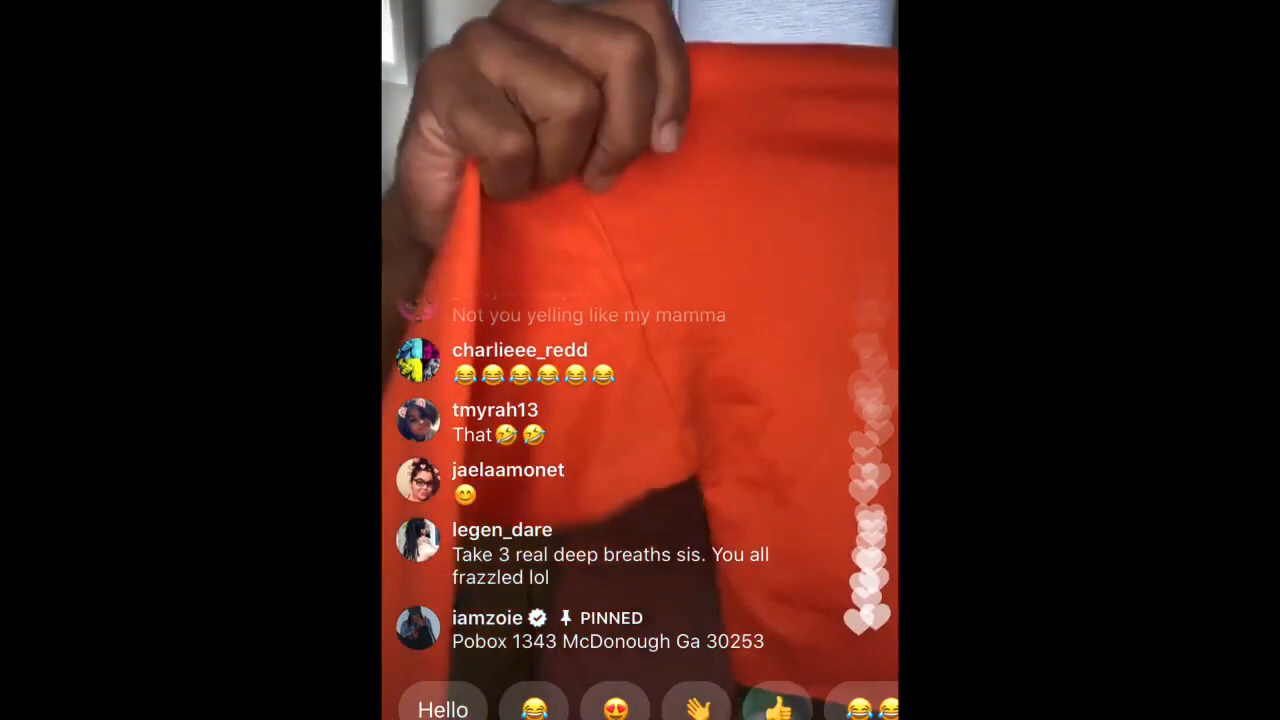 Not you yelling like my mamma
charlieee_redd
😂😂😂😂😂😂
tmyrah13
That🤣🤣
jaelaamonet
😊
legen_dare
Take 3 real deep breaths sis. You all
frazzled lol
iamzoie PINNED
Pobox 1343 McDonough Ga 30253
Hello 😂 😍 👋 👍 😂😂